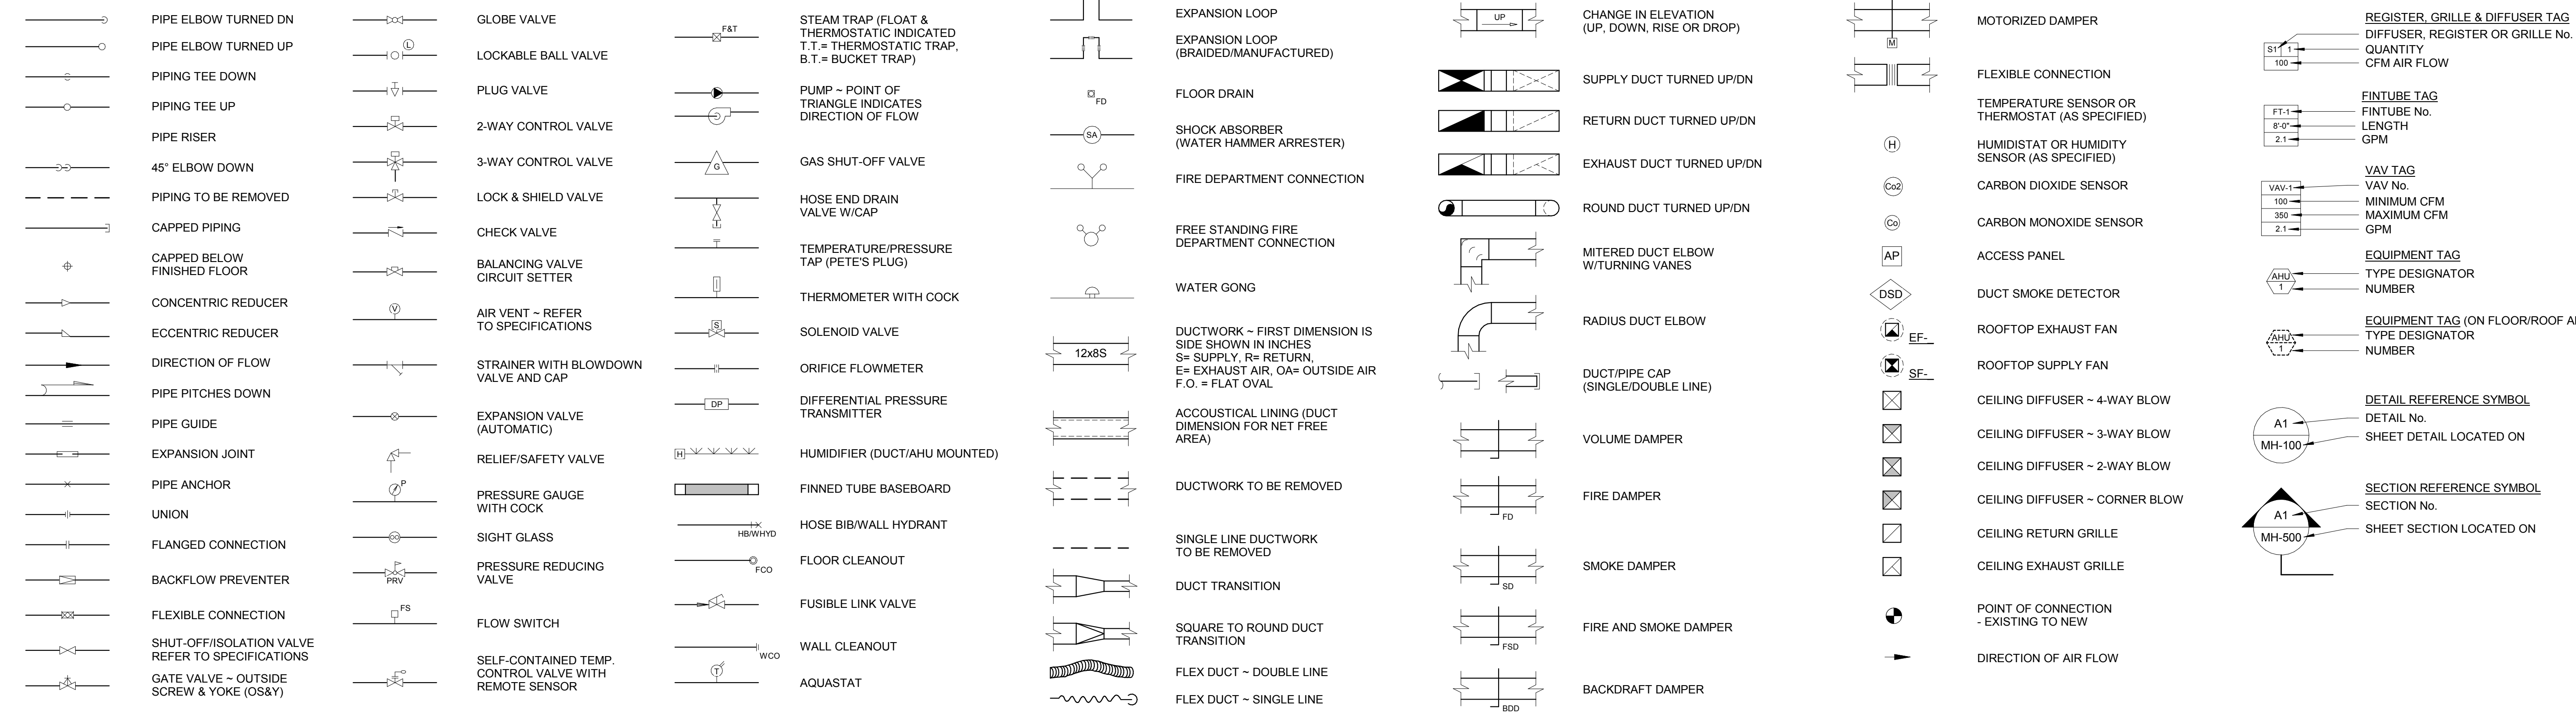 PIPE ELBOW TURNED DN
PIPE ELBOW TURNED UP
PIPING TEE DOWN
PIPING TEE UP
PIPE RISER
45° ELBOW DOWN
PIPING TO BE REMOVED
CAPPED PIPING
CAPPED BELOW
FINISHED FLOOR
CONCENTRIC REDUCER
ECCENTRIC REDUCER
DIRECTION OF FLOW
PIPE PITCHES DOWN
PIPE GUIDE
EXPANSION JOINT
PIPE ANCHOR
UNION
FLANGED CONNECTION
BACKFLOW PREVENTER
FLEXIBLE CONNECTION
SHUT-OFF/ISOLATION VALVE
REFER TO SPECIFICATIONS
GATE VALVE ~ OUTSIDE
SCREW & YOKE (OS&Y)
GLOBE VALVE
L
LOCKABLE BALL VALVE
PLUG VALVE
2-WAY CONTROL VALVE
3-WAY CONTROL VALVE
LOCK & SHIELD VALVE
CHECK VALVE
BALANCING VALVE
CIRCUIT SETTER
V
AIR VENT ~ REFER
TO SPECIFICATIONS
STRAINER WITH BLOWDOWN
VALVE AND CAP
EXPANSION VALVE
(AUTOMATIC)
RELIEF/SAFETY VALVE
P
PRESSURE GAUGE
WITH COCK
SIGHT GLASS
PRESSURE REDUCING
VALVE
PRV
FS
FLOW SWITCH
SELF-CONTAINED TEMP.
CONTROL VALVE WITH
REMOTE SENSOR
F&T
STEAM TRAP (FLOAT &
THERMOSTATIC INDICATED
T.T.= THERMOSTATIC TRAP,
B.T.= BUCKET TRAP)
PUMP ~ POINT OF
TRIANGLE INDICATES
DIRECTION OF FLOW
G
GAS SHUT-OFF VALVE
HOSE END DRAIN
VALVE W/CAP
TEMPERATURE/PRESSURE
TAP (PETE'S PLUG)
THERMOMETER WITH COCK
S
SOLENOID VALVE
ORIFICE FLOWMETER
DP
DIFFERENTIAL PRESSURE
TRANSMITTER
H
HUMIDIFIER (DUCT/AHU MOUNTED)
FINNED TUBE BASEBOARD
HOSE BIB/WALL HYDRANT
HB/WHYD
FLOOR CLEANOUT
FCO
FUSIBLE LINK VALVE
WALL CLEANOUT
WCO
T
AQUASTAT
EXPANSION LOOP
EXPANSION LOOP
(BRAIDED/MANUFACTURED)
FLOOR DRAIN
FD
SA
SHOCK ABSORBER
(WATER HAMMER ARRESTER)
FIRE DEPARTMENT CONNECTION
FREE STANDING FIRE
DEPARTMENT CONNECTION
WATER GONG
12x8S
DUCTWORK ~ FIRST DIMENSION IS
SIDE SHOWN IN INCHES
S= SUPPLY, R= RETURN,
E= EXHAUST AIR, OA= OUTSIDE AIR
F.O. = FLAT OVAL
ACCOUSTICAL LINING (DUCT
DIMENSION FOR NET FREE
AREA)
DUCTWORK TO BE REMOVED
SINGLE LINE DUCTWORK
TO BE REMOVED
DUCT TRANSITION
SQUARE TO ROUND DUCT
TRANSITION
FLEX DUCT ~ DOUBLE LINE
FLEX DUCT ~ SINGLE LINE
UP
CHANGE IN ELEVATION
(UP, DOWN, RISE OR DROP)
SUPPLY DUCT TURNED UP/DN
RETURN DUCT TURNED UP/DN
EXHAUST DUCT TURNED UP/DN
ROUND DUCT TURNED UP/DN
MITERED DUCT ELBOW
W/TURNING VANES
RADIUS DUCT ELBOW
DUCT/PIPE CAP
(SINGLE/DOUBLE LINE)
VOLUME DAMPER
FIRE DAMPER
FD
SMOKE DAMPER
SD
FIRE AND SMOKE DAMPER
FSD
BACKDRAFT DAMPER
BDD
MOTORIZED DAMPER
M
FLEXIBLE CONNECTION
TEMPERATURE SENSOR OR
THERMOSTAT (AS SPECIFIED)
H
HUMIDISTAT OR HUMIDITY
SENSOR (AS SPECIFIED)
Co2
CARBON DIOXIDE SENSOR
Co
CARBON MONOXIDE SENSOR
AP
ACCESS PANEL
DSD
DUCT SMOKE DETECTOR
EF-_
ROOFTOP EXHAUST FAN
SF-_
ROOFTOP SUPPLY FAN
CEILING DIFFUSER ~ 4-WAY BLOW
CEILING DIFFUSER ~ 3-WAY BLOW
CEILING DIFFUSER ~ 2-WAY BLOW
CEILING DIFFUSER ~ CORNER BLOW
CEILING RETURN GRILLE
CEILING EXHAUST GRILLE
POINT OF CONNECTION
- EXISTING TO NEW
DIRECTION OF AIR FLOW
REGISTER, GRILLE & DIFFUSER TAG
DIFFUSER, REGISTER OR GRILLE No.
S1 1 QUANTITY
100 CFM AIR FLOW
FINTUBE TAG
FT-1 FINTUBE No.
8'-0" LENGTH
2.1 GPM
VAV TAG
VAV-1 VAV No.
100 MINIMUM CFM
350 MAXIMUM CFM
2.1 GPM
EQUIPMENT TAG
AHU TYPE DESIGNATOR
1 NUMBER
EQUIPMENT TAG (ON FLOOR/ROOF
AHU TYPE DESIGNATOR
1 NUMBER
DETAIL REFERENCE SYMBOL
A1 DETAIL No.
MH-100 SHEET DETAIL LOCATED ON
SECTION REFERENCE SYMBOL
A1 SECTION No.
MH-500 SHEET SECTION LOCATED ON